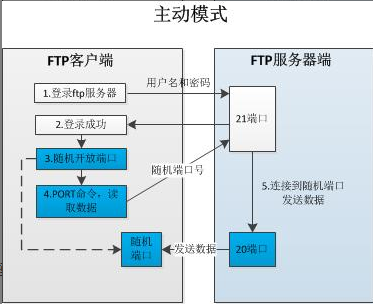 主动模式
FTP客户端
FTP服务器端
1.登录ftp服务器
用户名和密码
2.登录成功
21端口
3.随机开放端口
随机端口号
4.PORT命令，读
取数据
5.连接到随机端口
发送数据
随机
端口
发送数据
20端口